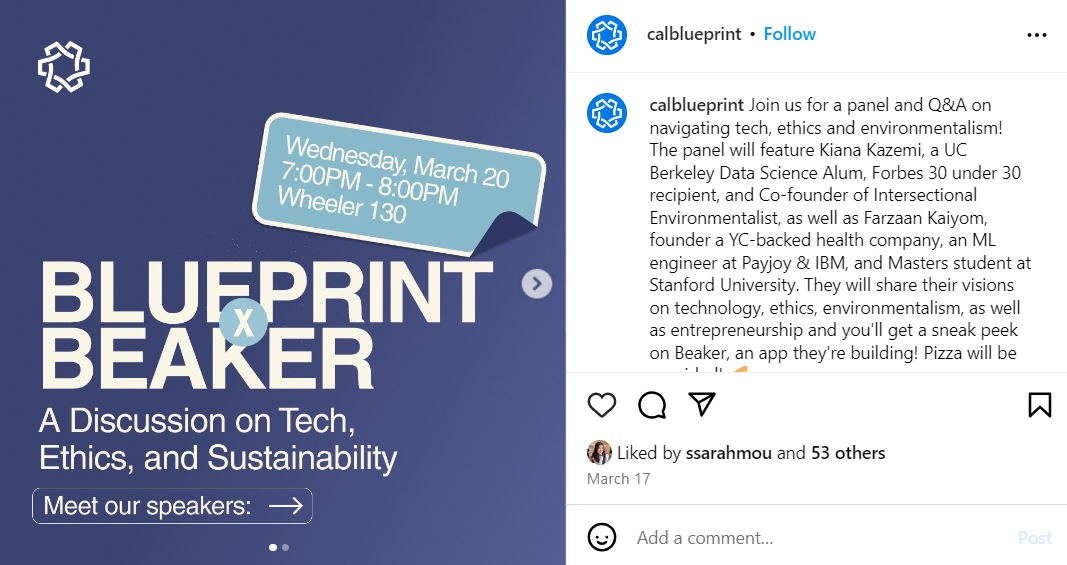 Wednesday, March 20
7:00PM - 8:00PM
Wheeler 130
BLUEPRINT
X
BEAKER
A Discussion on Tech,
Ethics, and Sustainability
Meet our speakers:
calblueprint • Follow
calblueprint Join us for a panel and Q&A on
navigating tech, ethics and environmentalism!
The panel will feature Kiana Kazemi, a UC
Berkeley Data Science Alum, Forbes 30 under 30
recipient, and Co-founder of Intersectional
Environmentalist, as well as Farzaan Kaiyom,
founder a YC-backed health company, an ML
engineer at Payjoy & IBM, and Masters student at
Stanford University. They will share their visions
on technology, ethics, environmentalism, as well
as entrepreneurship and you'll get a sneak peek
on Beaker, an app they're building! Pizza will be
Liked by ssarahmou and 53 others
March 17
Add a comment...
Post